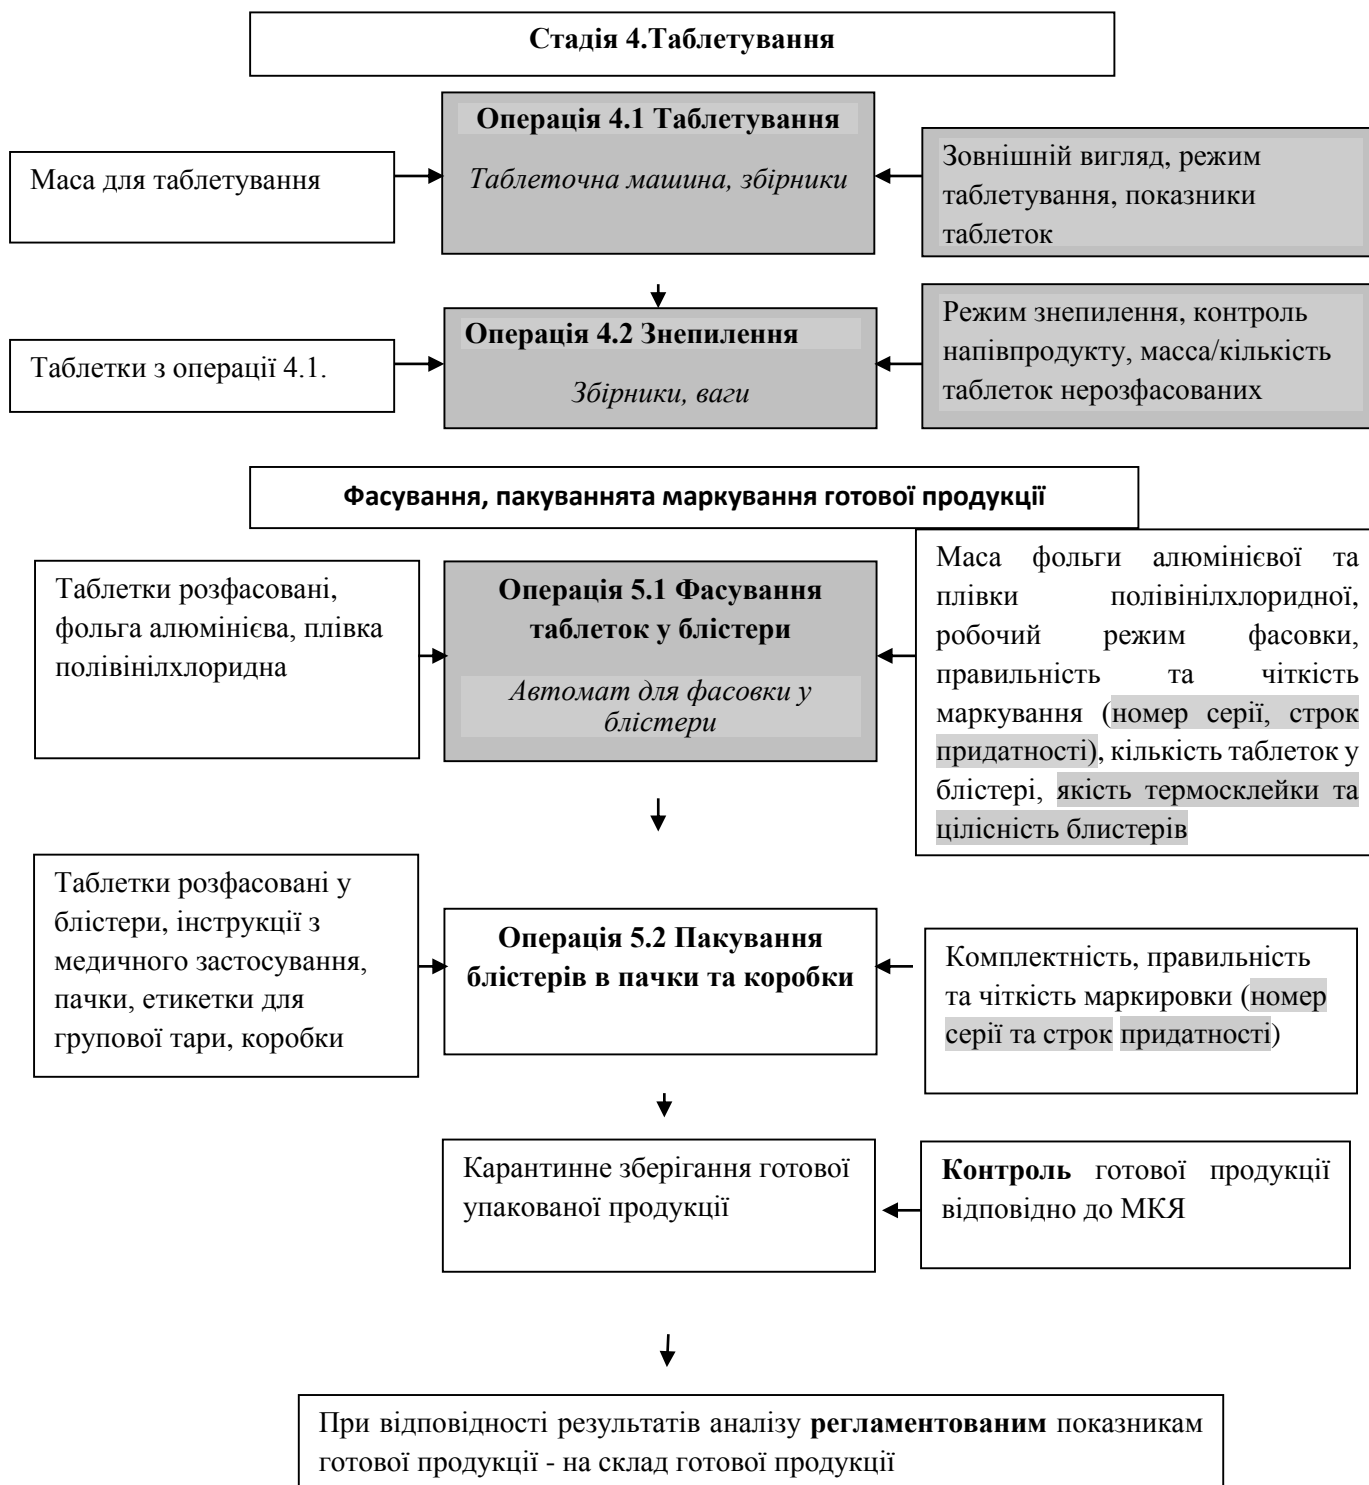 Стадія 4.Таблетування
Операція 4.1 Таблетування
Таблеточна машина, збірники
Маса для таблетування
Зовнішній вигляд, режим
таблетування, показники
таблеток
Операція 4.2 Знепилення
Збірники, ваги
Таблетки з операції 4.1.
Режим знепилення, контроль
напівпродукту, масса/кількість
таблеток нерозфасованих
Фасування, пакуваннята маркування готової продукції
Таблетки розфасовані,
фольга алюмінієва, плівка
полівінілхлоридна
Операція 5.1 Фасування
таблеток у блістери
Автомат для фасовки у
блістери
Маса фольги алюмінієвої та
плівки полівінілхлоридної,
робочий режим фасовки,
правильність та чіткість
маркування (номер серії, строк
придатності), кількість таблеток у
блістері, якість термосклейки та
цілісність блистерів
Таблетки розфасовані у
блістери, інструкції з
медичного застосування,
пачки, етикетки для
групової тари, коробки
Операція 5.2 Пакування
блістерів в пачки та коробки
Комплектність, правильність
та чіткість маркировки (номер
серії та строк придатності)
Карантинне зберігання готової
упакованої продукції
Контроль готової продукції
відповідно до МКЯ
При відповідності результатів аналізу регламентованим показникам
готової продукції - на склад готової продукції